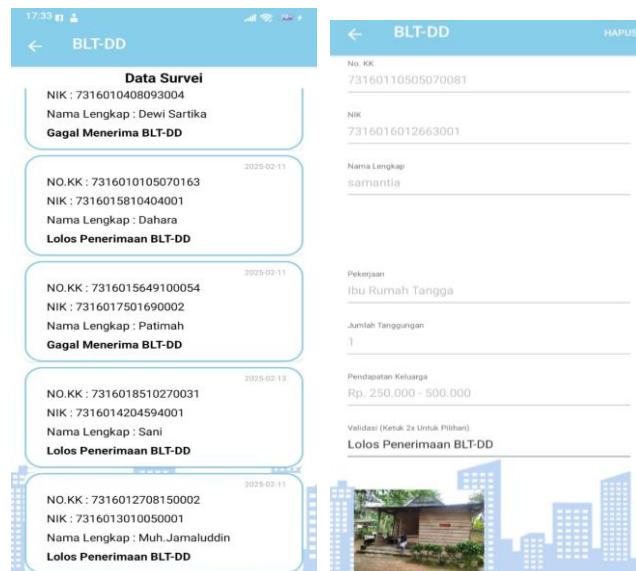 17:33
BLT-DD
Data Survei
NIK : 7316010408093004
Nama Lengkap : Dewi Sartika
Gagal Menerima BLT-DD
2025-02-11
NO.KK : 7316010105070163
NIK : 7316015810404001
Nama Lengkap : Dahara
Lolos Penerimaan BLT-DD
2025-02-11
NO.KK : 7316015649100054
NIK : 7316017501690002
Nama Lengkap : Patimah
Gagal Menerima BLT-DD
2025-02-13
NO.KK : 7316018510270031
NIK : 7316014204594001
Nama Lengkap : Sani
Lolos Penerimaan BLT-DD
2025-02-11
NO.KK : 7316012708150002
NIK : 7316013010050001
Nama Lengkap : Muh.Jamaluddin
Lolos Penerimaan BLT-DD
BLT-DD
HAPUS
No. KK
73160110505070081
NIK
7316016012663001
Nama Lengkap
samantia
Pekerjaan
Ibu Rumah Tangga
Jumlah Tanggungan
1
Pendapatan Keluarga
Rp. 250.000 - 500.000
Validasi (Ketuk 2x Untuk Pilihan)
Lolos Penerimaan BLT-DD